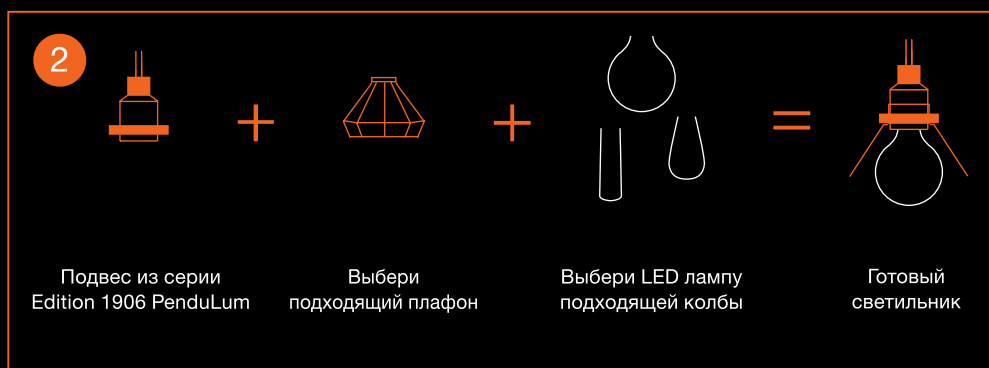 2
+
+
=
Подвес из серии
Edition 1906 PenduLum
Выбери
подходящий плафон
Выбери LED лампу
подходящей колбы
Готовый
светильник